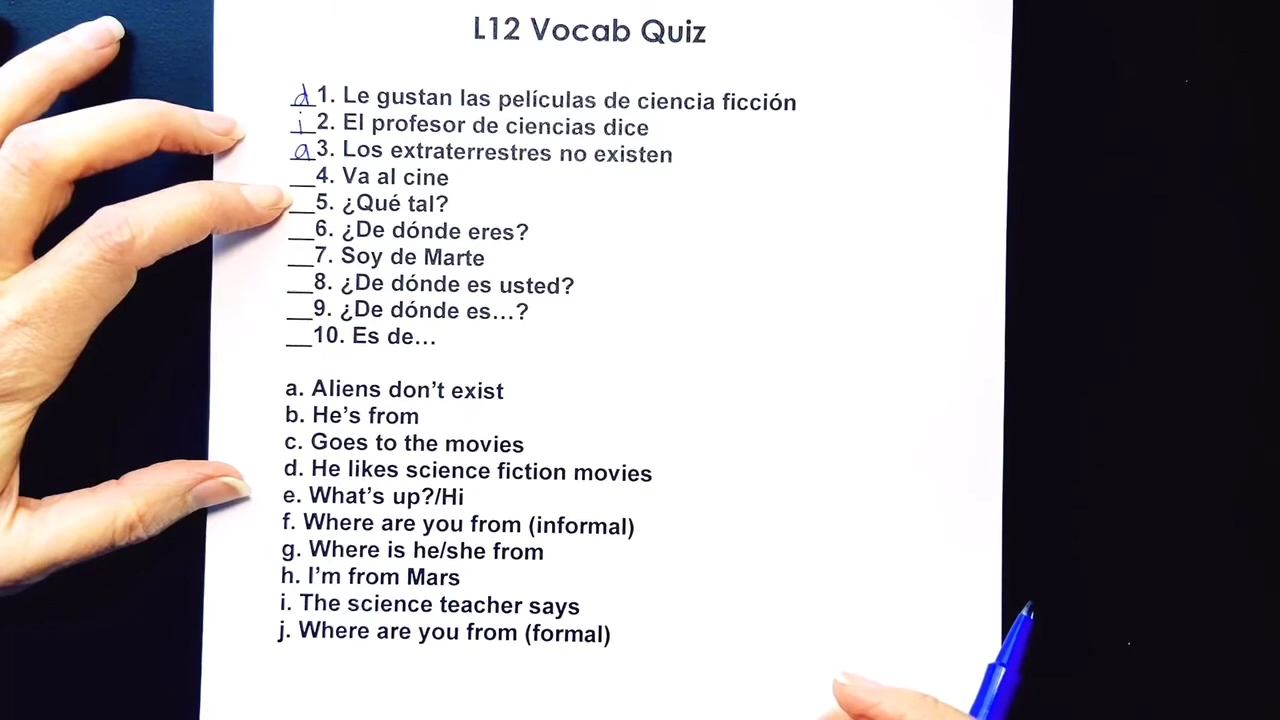 L12 Vocab Quiz
d 1. Le gustan las películas de ciencia ficción
i 2. El profesor de ciencias dice
a 3. Los extraterrestres no existen
__4. Va al cine
__5. ¿Qué tal?
__6. ¿De dónde eres?
__7. Soy de Marte
__8. ¿De dónde es usted?
__9. ¿De dónde es…?
__10. Es de…
a. Aliens don’t exist
b. He’s from
c. Goes to the movies
d. He likes science fiction movies
e. What’s up?/Hi
f. Where are you from (informal)
g. Where is he/she from
h. I’m from Mars
i. The science teacher says
j. Where are you from (formal)